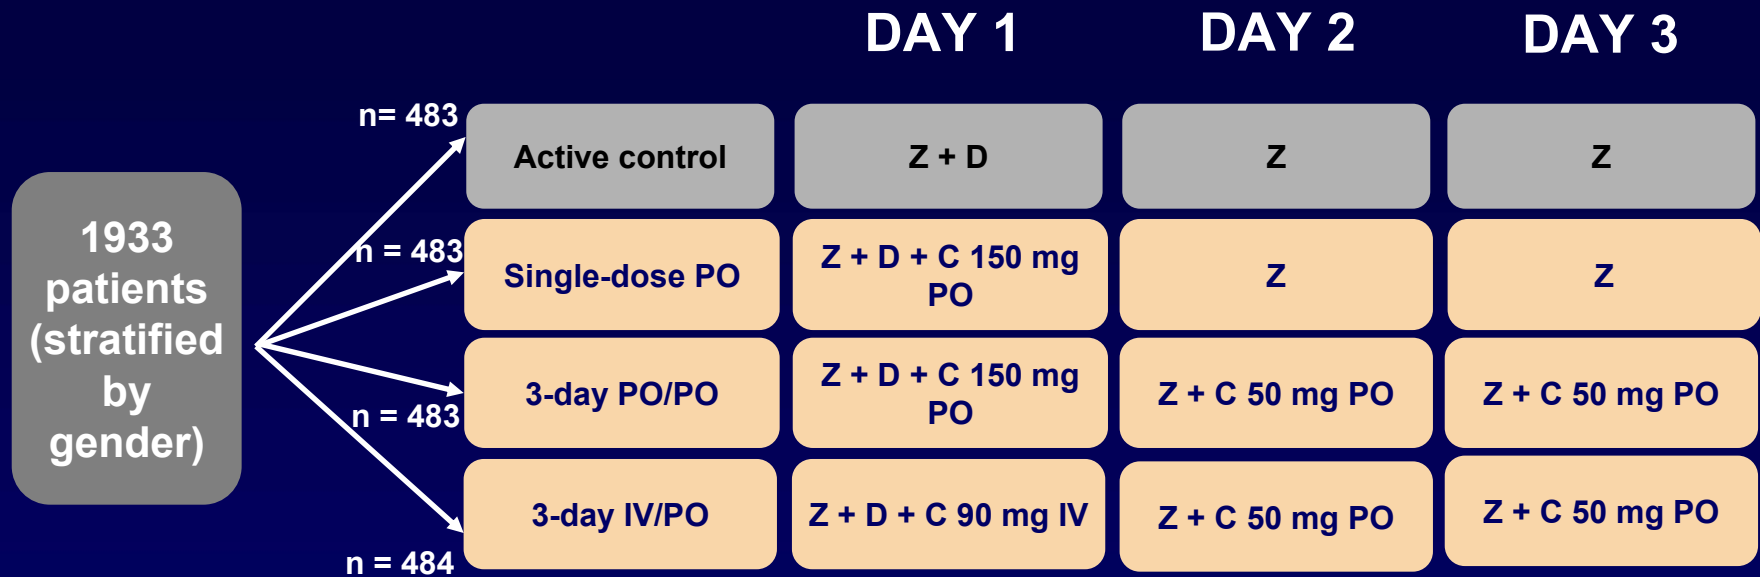 DAY 1
DAY 2
DAY 3
1933
patients
(stratified
by
gender)
n= 483
Active control
Z + D
Z
Z
n = 483
Single-dose PO
Z + D + C 150 mg
PO
Z
Z
n = 483
3-day PO/PO
Z + D + C 150 mg
PO
Z + C 50 mg PO
Z + C 50 mg PO
n = 484
3-day IV/PO
Z + D + C 90 mg IV
Z + C 50 mg PO
Z + C 50 mg PO